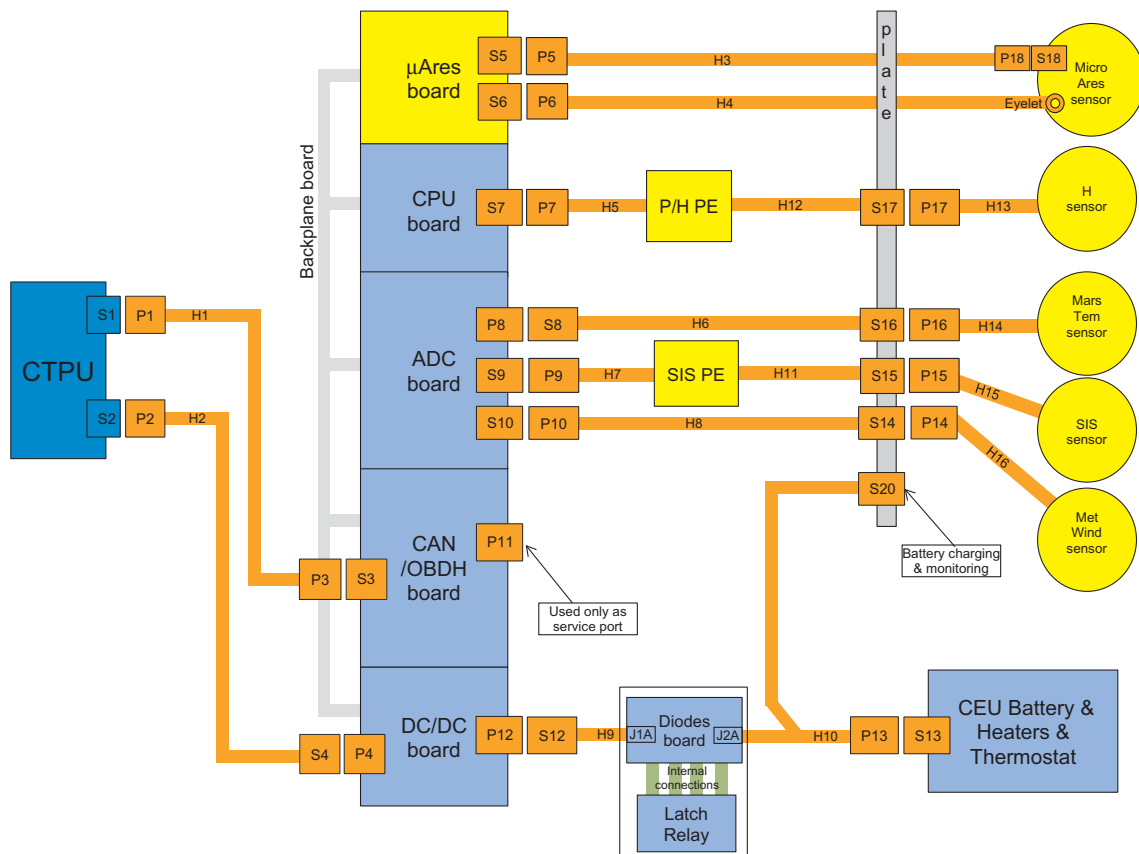 S5 P5 H3 P18 S18
µAres
board
Micro
Ares
sensor
S6 P6 H4 Eyelet
plate
Backplane board
CPU
board
S7 P7 H5 P/H PE H12 S17 P17 H13
H
sensor
CTPU
S1 P1 H1
S2 P2 H2
ADC
board
P8 S8 H6 S16 P16 H14
Mars
Tem
sensor
S9 P9 H7 SIS PE H11 S15 P15 H15
SIS
sensor
S10 P10 H8 S14 P14 H16
Met
Wind
sensor
S20
Battery charging
& monitoring
CAN
/OBDH
board
P11
Used only as
service port
P3 S3
DC/DC
board
S4 P4
P12 S12 H9 J1A
Diodes
board
J2A H10 P13 S13
CEU Battery &
Heaters &
Thermostat
Internal
connections
Latch
Relay